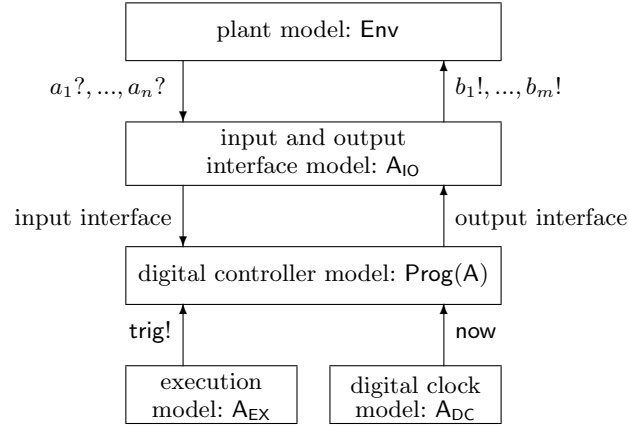 plant model: Env
a₁?, ..., aₙ?
b₁!, ..., bₘ!
input and output
interface model: A_IO
input interface
output interface
digital controller model: Prog(A)
trig!
now
execution
model: A_EX
digital clock
model: A_DC